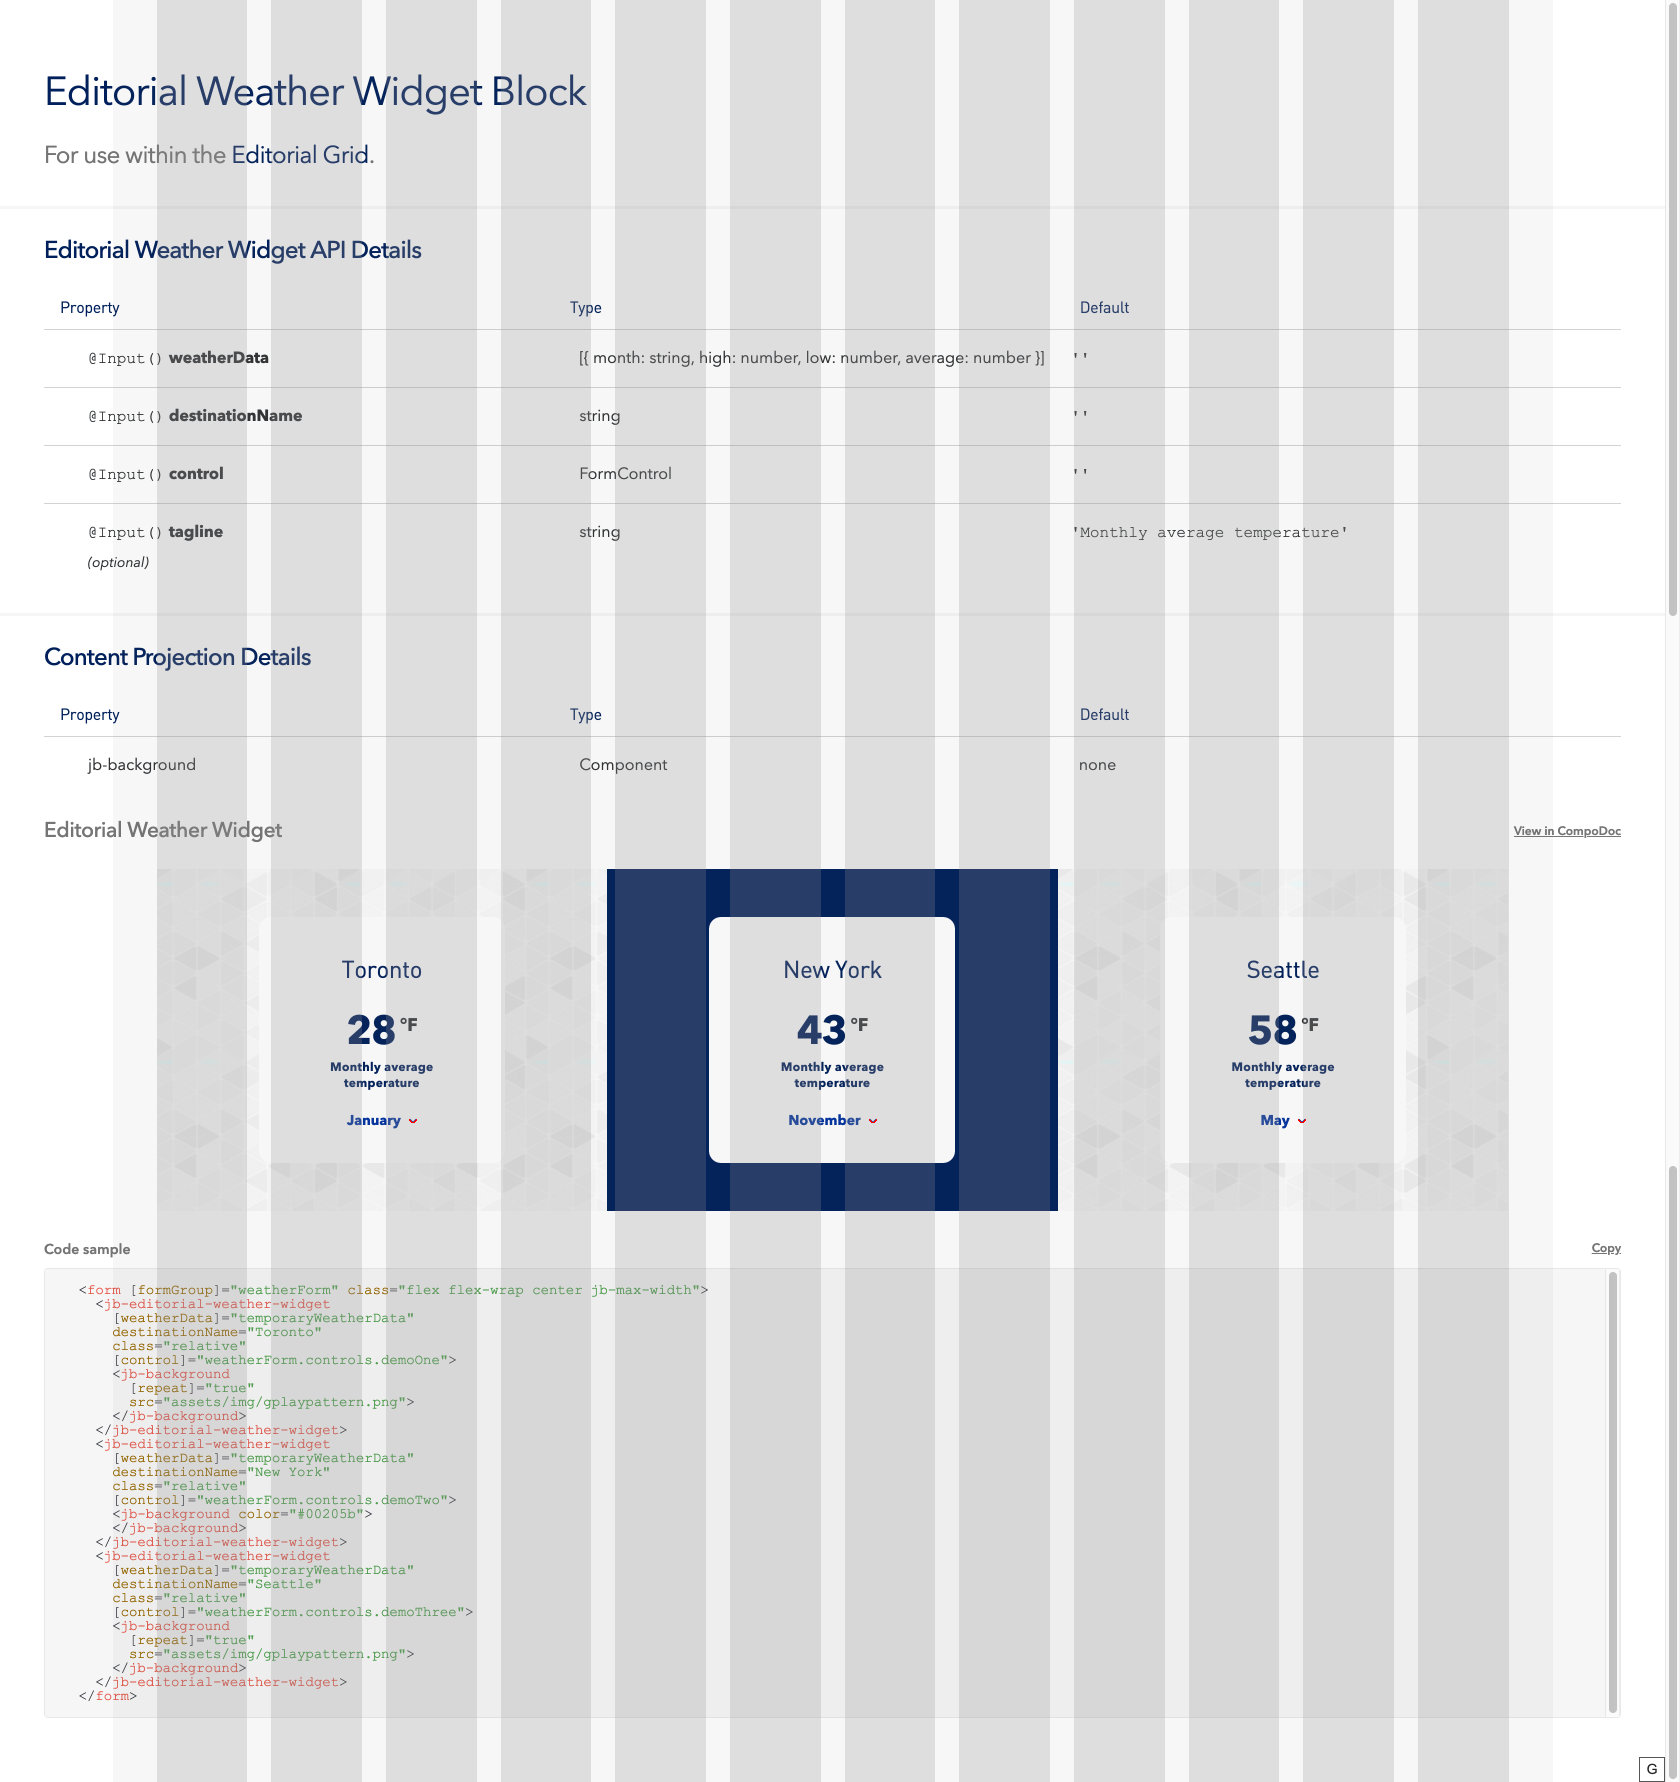 Editorial Weather Widget Block
For use within the Editorial Grid.
Editorial Weather Widget API Details
Property Type Default
@Input() weatherData [{ month: string, high: number, low: number, average: number }] ''
@Input() destinationName string ''
@Input() control FormControl ''
@Input() tagline string 'Monthly average temperature'
(optional)
Content Projection Details
Property Type Default
jb-background Component none
Editorial Weather Widget View in CompoDoc
Toronto New York Seattle
28 °F 43 °F 58 °F
Monthly average Monthly average Monthly average
temperature temperature temperature
January November May
Code sample Copy
<form [formGroup]="weatherForm" class="flex flex-wrap center jb-max-width">
<jb-editorial-weather-widget
[weatherData]="temporaryWeatherData"
destinationName="Toronto"
class="relative"
[control]="weatherForm.controls.demoOne">
<jb-background
[repeat]="true"
src="assets/img/gplaypattern.png">
</jb-background>
</jb-editorial-weather-widget>
<jb-editorial-weather-widget
[weatherData]="temporaryWeatherData"
destinationName="New York"
class="relative"
[control]="weatherForm.controls.demoTwo">
<jb-background color="#00205b">
</jb-background>
</jb-editorial-weather-widget>
<jb-editorial-weather-widget
[weatherData]="temporaryWeatherData"
destinationName="Seattle"
class="relative"
[control]="weatherForm.controls.demoThree">
<jb-background
[repeat]="true"
src="assets/img/gplaypattern.png">
</jb-background>
</jb-editorial-weather-widget>
</form>
G